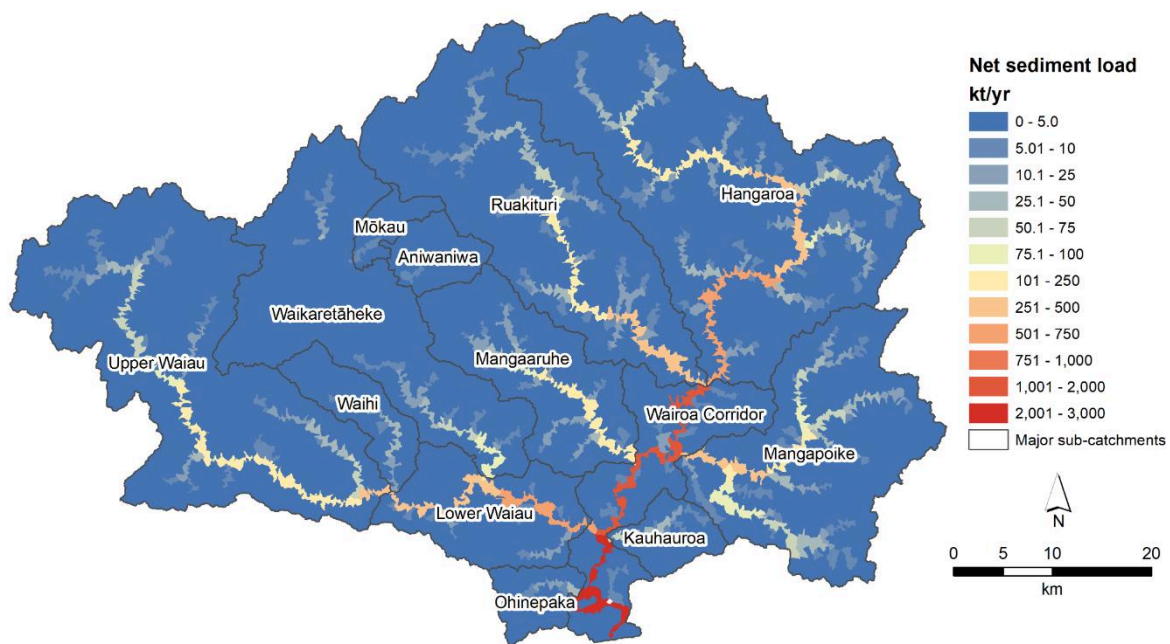 Net sediment load
kt/yr
0 - 5.0
5.01 - 10
10.1 - 25
25.1 - 50
50.1 - 75
75.1 - 100
101 - 250
251 - 500
501 - 750
751 - 1,000
1,001 - 2,000
2,001 - 3,000
Major sub-catchments
N
0 5 10 20
km
Hangaroa
Ruakituri
Mōkau
Aniwaniwa
Waikaretāheke
Upper Waiau
Mangaaruhe
Waihi
Wairoa Corridor
Mangapoike
Lower Waiau
Kauhauroa
Ohinepaka